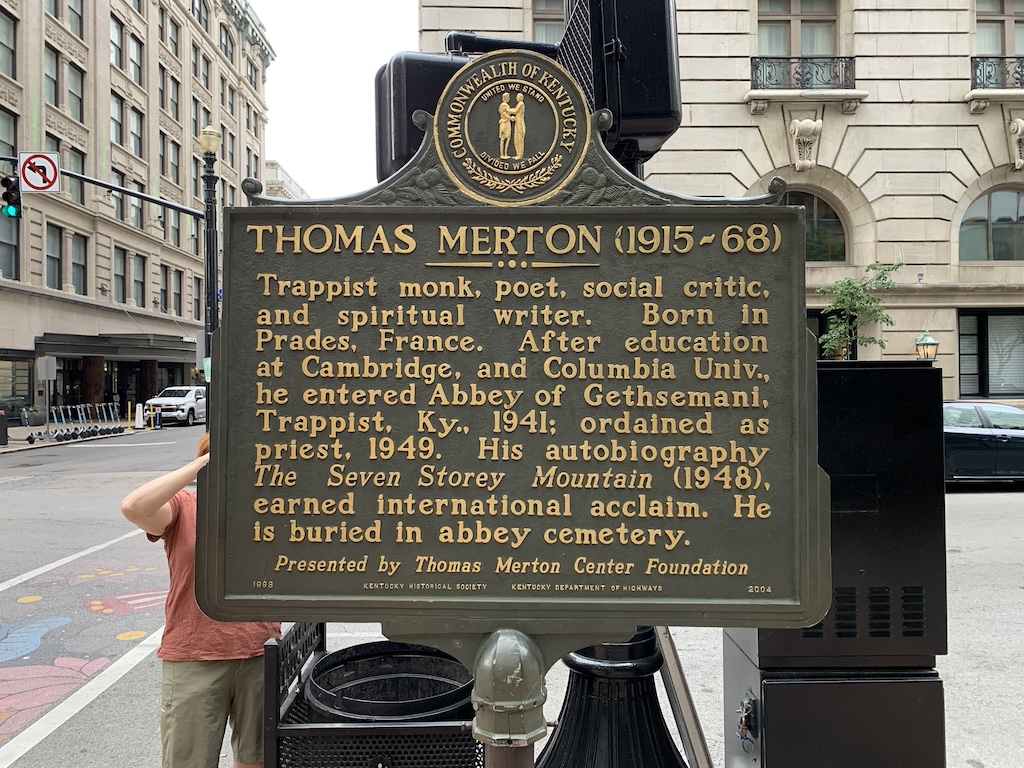 COMMONWEALTH OF KENTUCKY
UNITED WE STAND
DIVIDED WE FALL
THOMAS MERTON (1915~68)
Trappist monk, poet, social critic,
and spiritual writer. Born in
Prades, France. After education
at Cambridge, and Columbia Univ.,
he entered Abbey of Gethsemani,
Trappist, Ky., 1941; ordained as
priest, 1949. His autobiography
The Seven Storey Mountain (1948),
earned international acclaim. He
is buried in abbey cemetery.
Presented by Thomas Merton Center Foundation
1998 KENTUCKY HISTORICAL SOCIETY KENTUCKY DEPARTMENT OF HIGHWAYS 2004